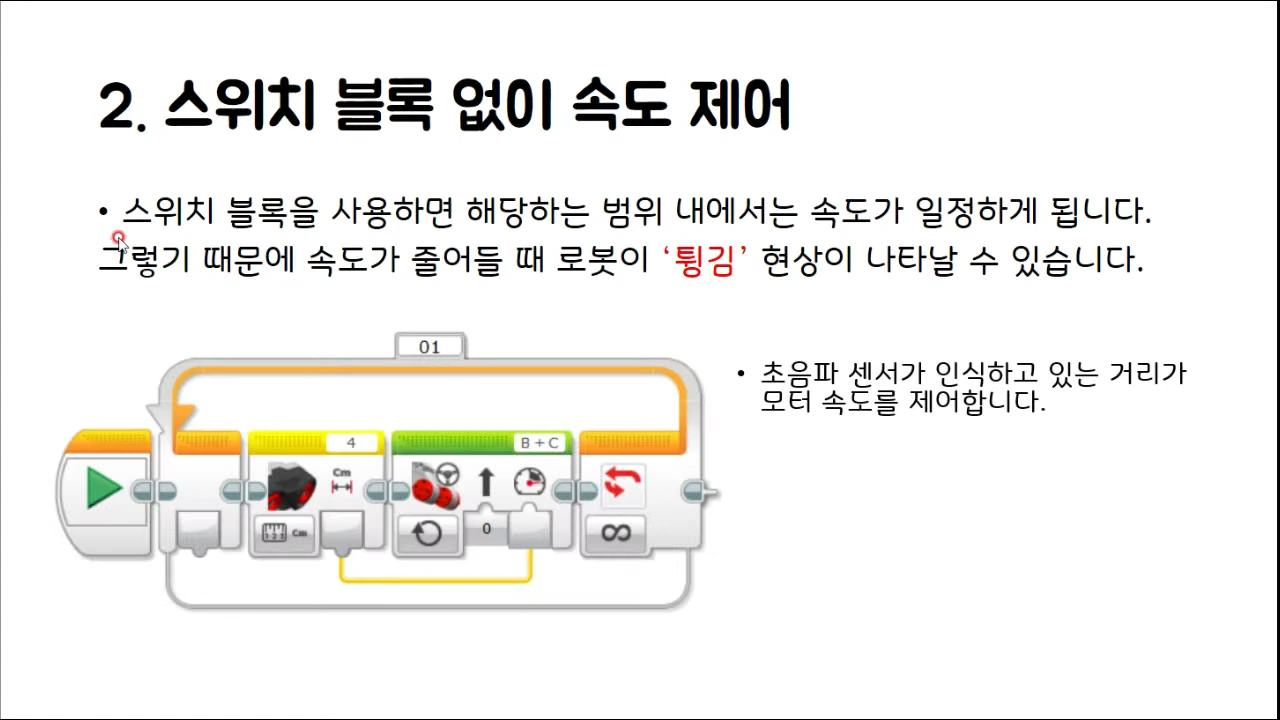 2. 스위치 블록 없이 속도 제어
• 스위치 블록을 사용하면 해당하는 범위 내에서는 속도가 일정하게 됩니다.
그렇기 때문에 속도가 줄어들 때 로봇이 ‘튕김’ 현상이 나타날 수 있습니다.
01
• 초음파 센서가 인식하고 있는 거리가
모터 속도를 제어합니다.
4
B + C
Cm
Cm
0
∞